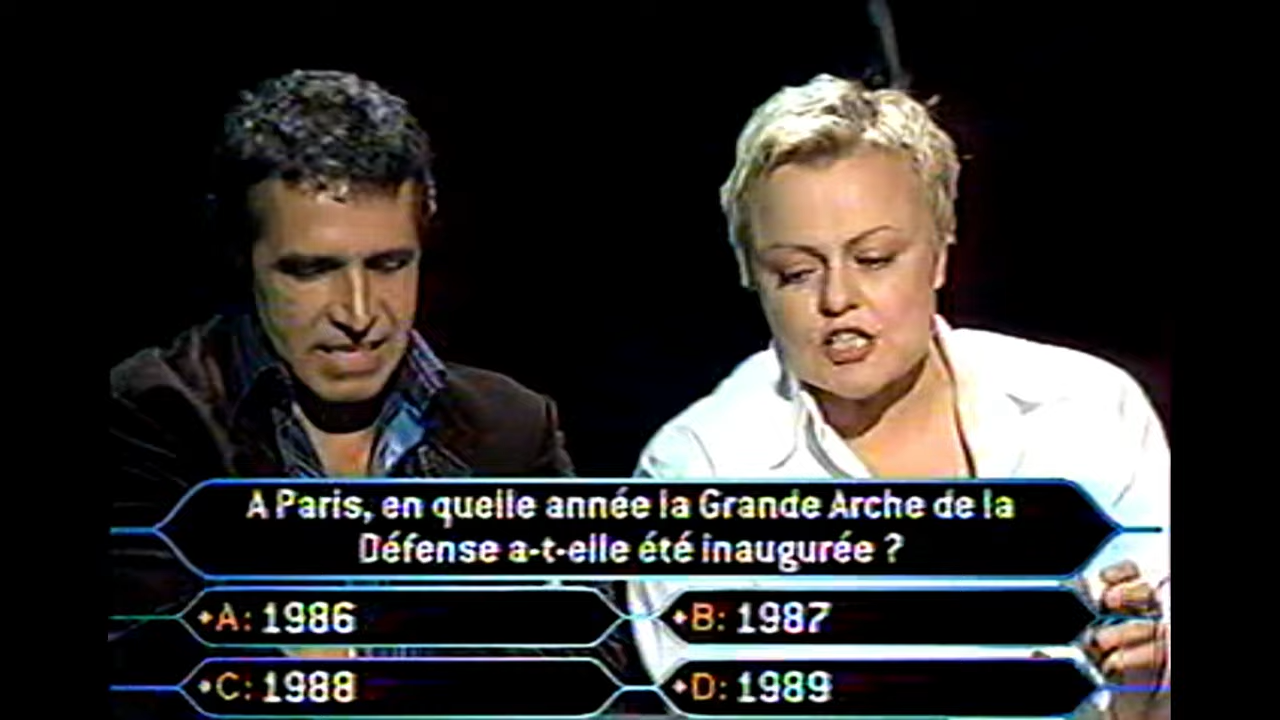 A Paris, en quelle année la Grande Arche de la
Défense a-t-elle été inaugurée ?
A: 1986
B: 1987
C: 1988
D: 1989